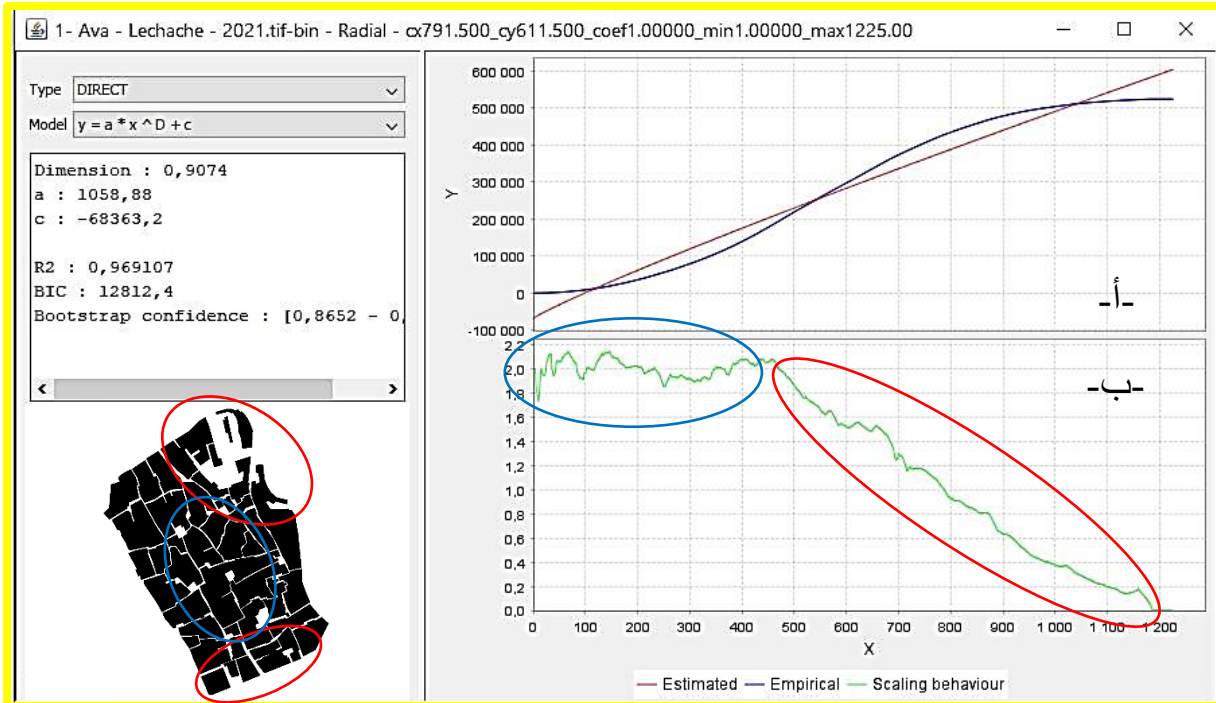 1- Ava - Lechache - 2021.tif-bin - Radial - cx791.500_cy611.500_coef1.00000_min1.00000_max1225.00
Type DIRECT
Model y = a * x ^ D + c
Dimension : 0,9074
a : 1058,88
c : -68363,2
R2 : 0,969107
BIC : 12812,4
Bootstrap confidence : [0,8652 - 0,
600 000
500 000
400 000
300 000
200 000
100 000
0
-100 000
Y
-أ-
2,2
2,0
1,8
1,6
1,4
1,2
1,0
0,8
0,6
0,4
0,2
0,0
-ب-
0 100 200 300 400 500 600 700 800 900 1 000 1 100 1 200
X
Estimated Empirical Scaling behaviour